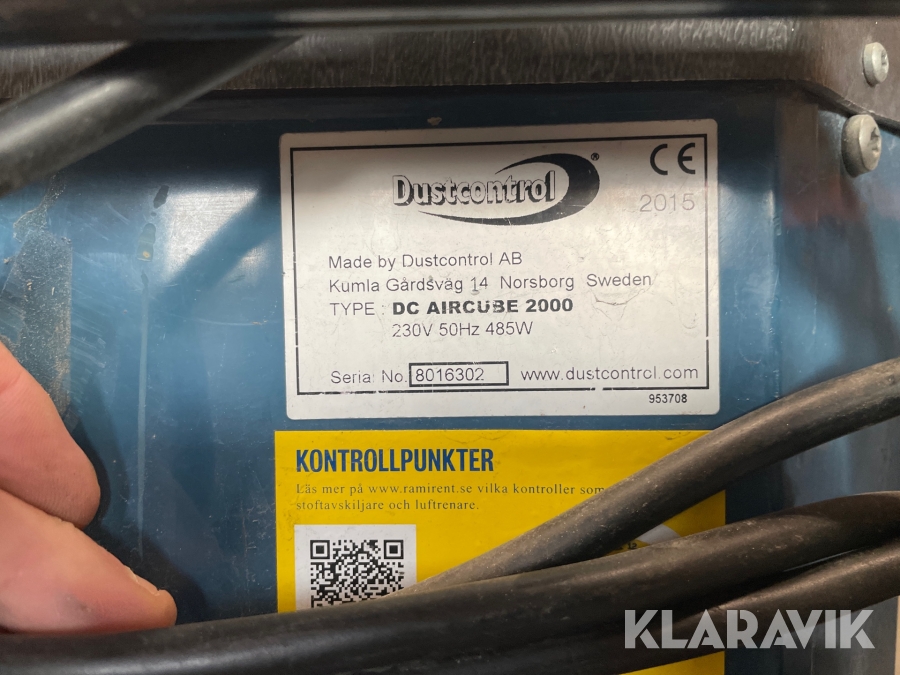 Dustcontrol ®
CE
2015
Made by Dustcontrol AB
Kumla Gårdsväg 14 Norsborg Sweden
TYPE : DC AIRCUBE 2000
230V 50Hz 485W
Serial No. 8016302 www.dustcontrol.com
953708
KONTROLLPUNKTER
Läs mer på www.ramirent.se vilka kontroller som
stoftavskiljare och luftrenare.
12
KLARAVIK